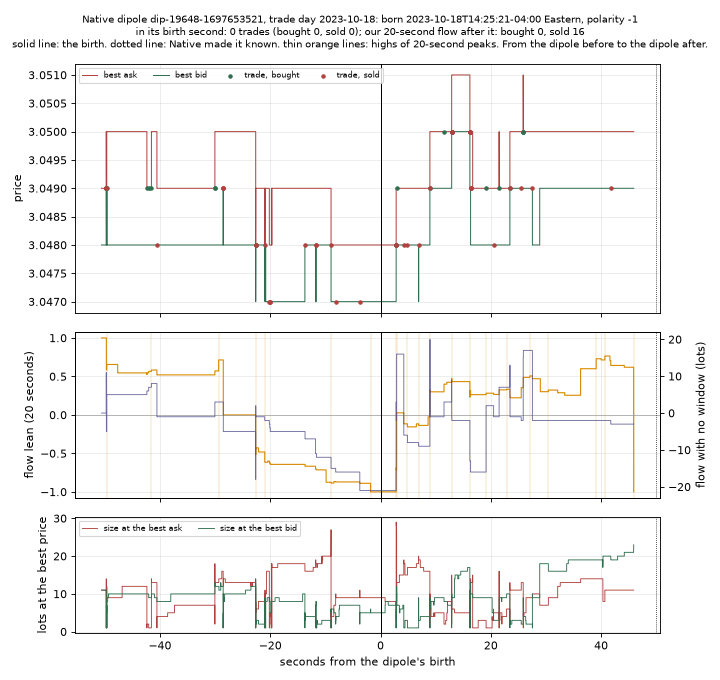 Native dipole dip-19648-1697653521, trade day 2023-10-18: born 2023-10-18T14:25:21-04:00 Eastern, polarity -1
in its birth second: 0 trades (bought 0, sold 0); our 20-second flow after it: bought 0, sold 16
solid line: the birth. dotted line: Native made it known. thin orange lines: highs of 20-second peaks. From the dipole before to the dipole after.
best ask best bid trade, bought trade, sold
3.0510
3.0505
3.0500
3.0495
3.0490
3.0485
3.0480
3.0475
3.0470
price
1.0
0.5
0.0
−0.5
−1.0
flow lean (20 seconds)
20
10
0
−10
−20
flow with no window (lots)
size at the best ask size at the best bid
30
20
10
0
lots at the best price
−40 −20 0 20 40
seconds from the dipole's birth